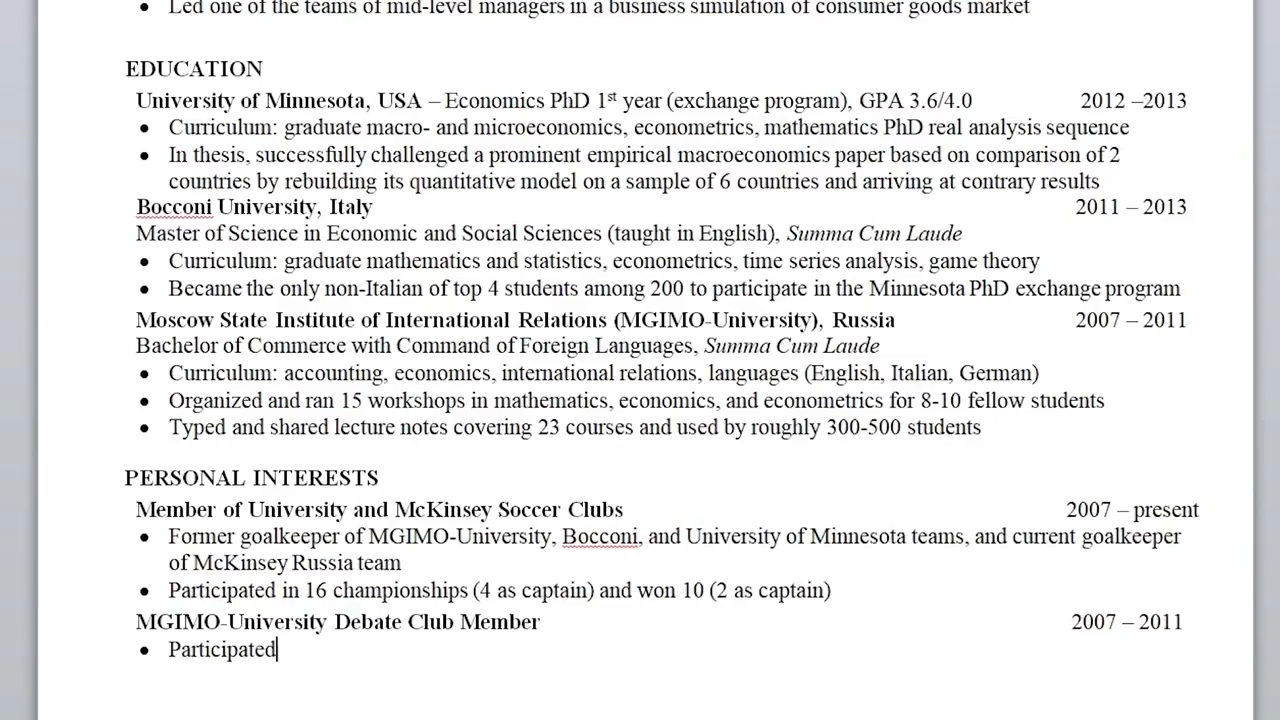 • Led one of the teams of mid-level managers in a business simulation of consumer goods market
EDUCATION
University of Minnesota, USA – Economics PhD 1st year (exchange program), GPA 3.6/4.0 2012 –2013
• Curriculum: graduate macro- and microeconomics, econometrics, mathematics PhD real analysis sequence
• In thesis, successfully challenged a prominent empirical macroeconomics paper based on comparison of 2
countries by rebuilding its quantitative model on a sample of 6 countries and arriving at contrary results
Bocconi University, Italy 2011 – 2013
Master of Science in Economic and Social Sciences (taught in English), Summa Cum Laude
• Curriculum: graduate mathematics and statistics, econometrics, time series analysis, game theory
• Became the only non-Italian of top 4 students among 200 to participate in the Minnesota PhD exchange program
Moscow State Institute of International Relations (MGIMO-University), Russia 2007 – 2011
Bachelor of Commerce with Command of Foreign Languages, Summa Cum Laude
• Curriculum: accounting, economics, international relations, languages (English, Italian, German)
• Organized and ran 15 workshops in mathematics, economics, and econometrics for 8-10 fellow students
• Typed and shared lecture notes covering 23 courses and used by roughly 300-500 students
PERSONAL INTERESTS
Member of University and McKinsey Soccer Clubs 2007 – present
• Former goalkeeper of MGIMO-University, Bocconi, and University of Minnesota teams, and current goalkeeper
of McKinsey Russia team
• Participated in 16 championships (4 as captain) and won 10 (2 as captain)
MGIMO-University Debate Club Member 2007 – 2011
• Participated